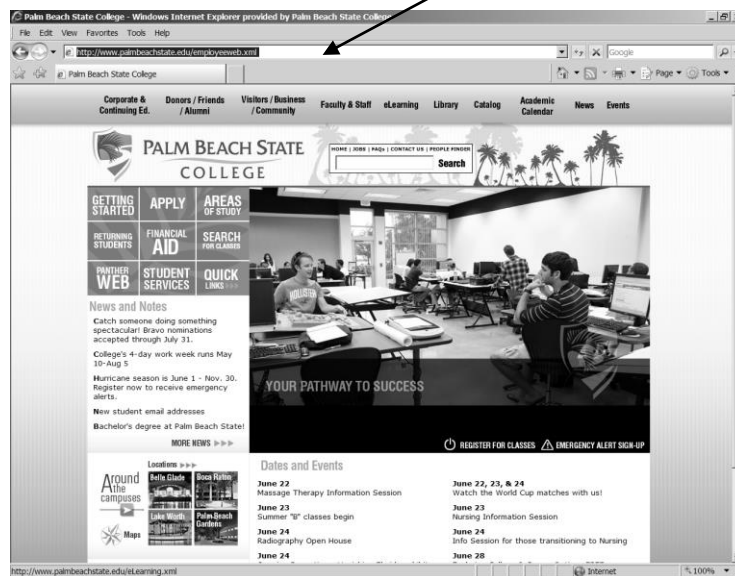 Palm Beach State College - Windows Internet Explorer provided by Palm Beach State College
File Edit View Favorites Tools Help
http://www.palmbeachstate.edu/employeeweb.xml
Google
Palm Beach State College
Page
Tools
Corporate & Continuing Ed.
Donors / Friends / Alumni
Visitors / Business / Community
Faculty & Staff
eLearning
Library
Catalog
Academic Calendar
News
Events
PALM BEACH STATE
COLLEGE
HOME | JOBS | FAQs | CONTACT US | PEOPLE FINDER
Search
GETTING STARTED
APPLY
AREAS OF STUDY
RETURNING STUDENTS
FINANCIAL AID
SEARCH FOR CLASSES
PANTHER WEB
STUDENT SERVICES
QUICK LINKS
News and Notes
Catch someone doing something
spectacular! Bravo nominations
accepted through July 31.
College's 4-day work week runs May
10-Aug 5
Hurricane season is June 1 - Nov. 30.
Register now to receive emergency
alerts.
New student email addresses
Bachelor's degree at Palm Beach State!
MORE NEWS
HOLLISTER
YOUR PATHWAY TO SUCCESS
REGISTER FOR CLASSES
EMERGENCY ALERT SIGN-UP
Locations
Around the campuses
Belle Glade
Boca Raton
Lake Worth
Palm Beach Gardens
Maps
Dates and Events
June 22
Massage Therapy Information Session
June 23
Summer "B" classes begin
June 24
Radiography Open House
June 24
June 22, 23, & 24
Watch the World Cup matches with us!
June 23
Nursing Information Session
June 24
Info Session for those transitioning to Nursing
June 28
http://www.palmbeachstate.edu/eLearning.xml
Internet
100%